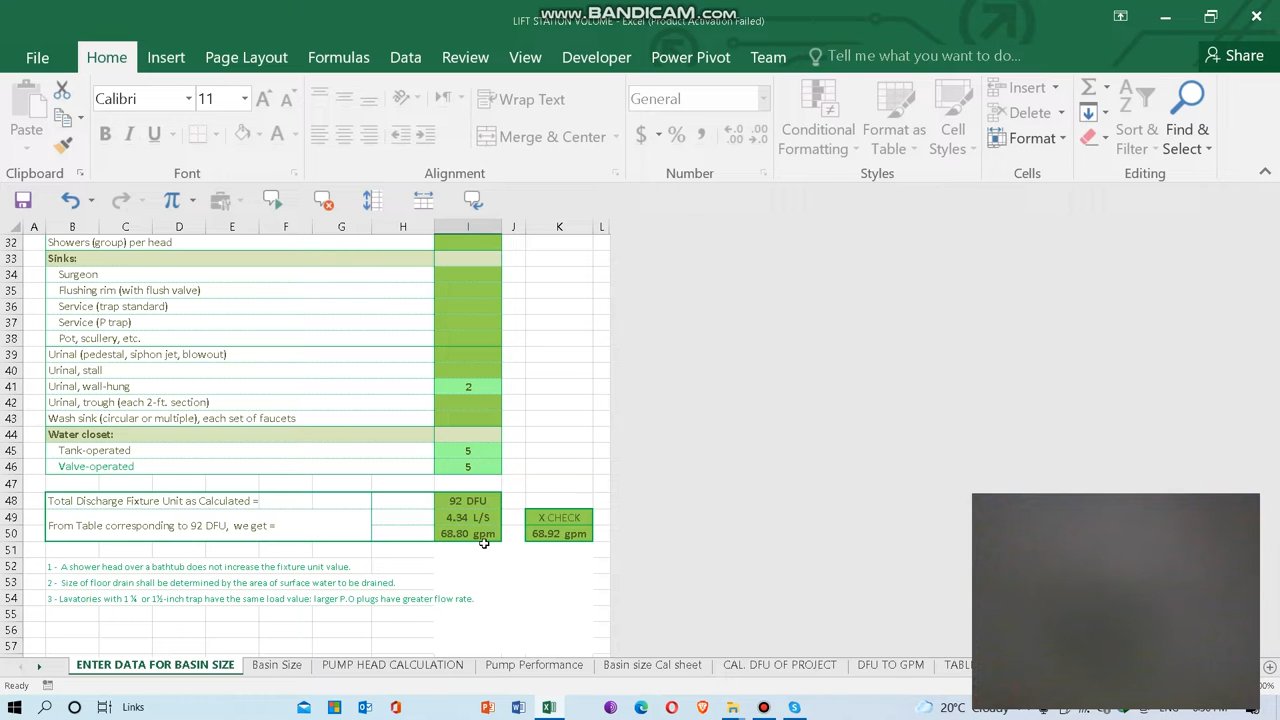 www.BANDICAM.com
LIFT STATION VOLUME - Excel (Product Activation Failed)
File Home Insert Page Layout Formulas Data Review View Developer Power Pivot Team Tell me what you want to do... Share
Paste Calibri 11 Wrap Text General Conditional Formatting Format as Table Cell Styles Insert Sort & Filter Find & Select
B I U Merge & Center $ % , Delete Format
Clipboard Font Alignment Number Cells Editing
A B C D E F G H I J K L
32 Showers (group) per head
33 Sinks:
34 Surgeon
35 Flushing rim (with flush valve)
36 Service (trap standard)
37 Service (P trap)
38 Pot, scullery, etc.
39 Urinal (pedestal, siphon jet, blowout)
40 Urinal, stall
41 Urinal, wall-hung 2
42 Urinal, trough (each 2-ft. section)
43 Wash sink (circular or multiple), each set of faucets
44 Water closet:
45 Tank-operated 5
46 Valve-operated 5
47
48 Total Discharge Fixture Unit as Calculated = 92 DFU
49 4.34 L/S X CHECK
From Table corresponding to 92 DFU, we get =
50 68.80 gpm 68.92 gpm
51
52 1 - A shower head over a bathtub does not increase the fixture unit value.
53 2 - Size of floor drain shall be determined by the area of surface water to be drained.
54 3 - Lavatories with 1 ¼ or 1½-inch trap have the same load value: larger P.O plugs have greater flow rate.
55
56
57
ENTER DATA FOR BASIN SIZE Basin Size PUMP HEAD CALCULATION Pump Performance Basin size Cal sheet CAL. DFU OF PROJECT DFU TO GPM
Ready
Links 20°C Cloudy